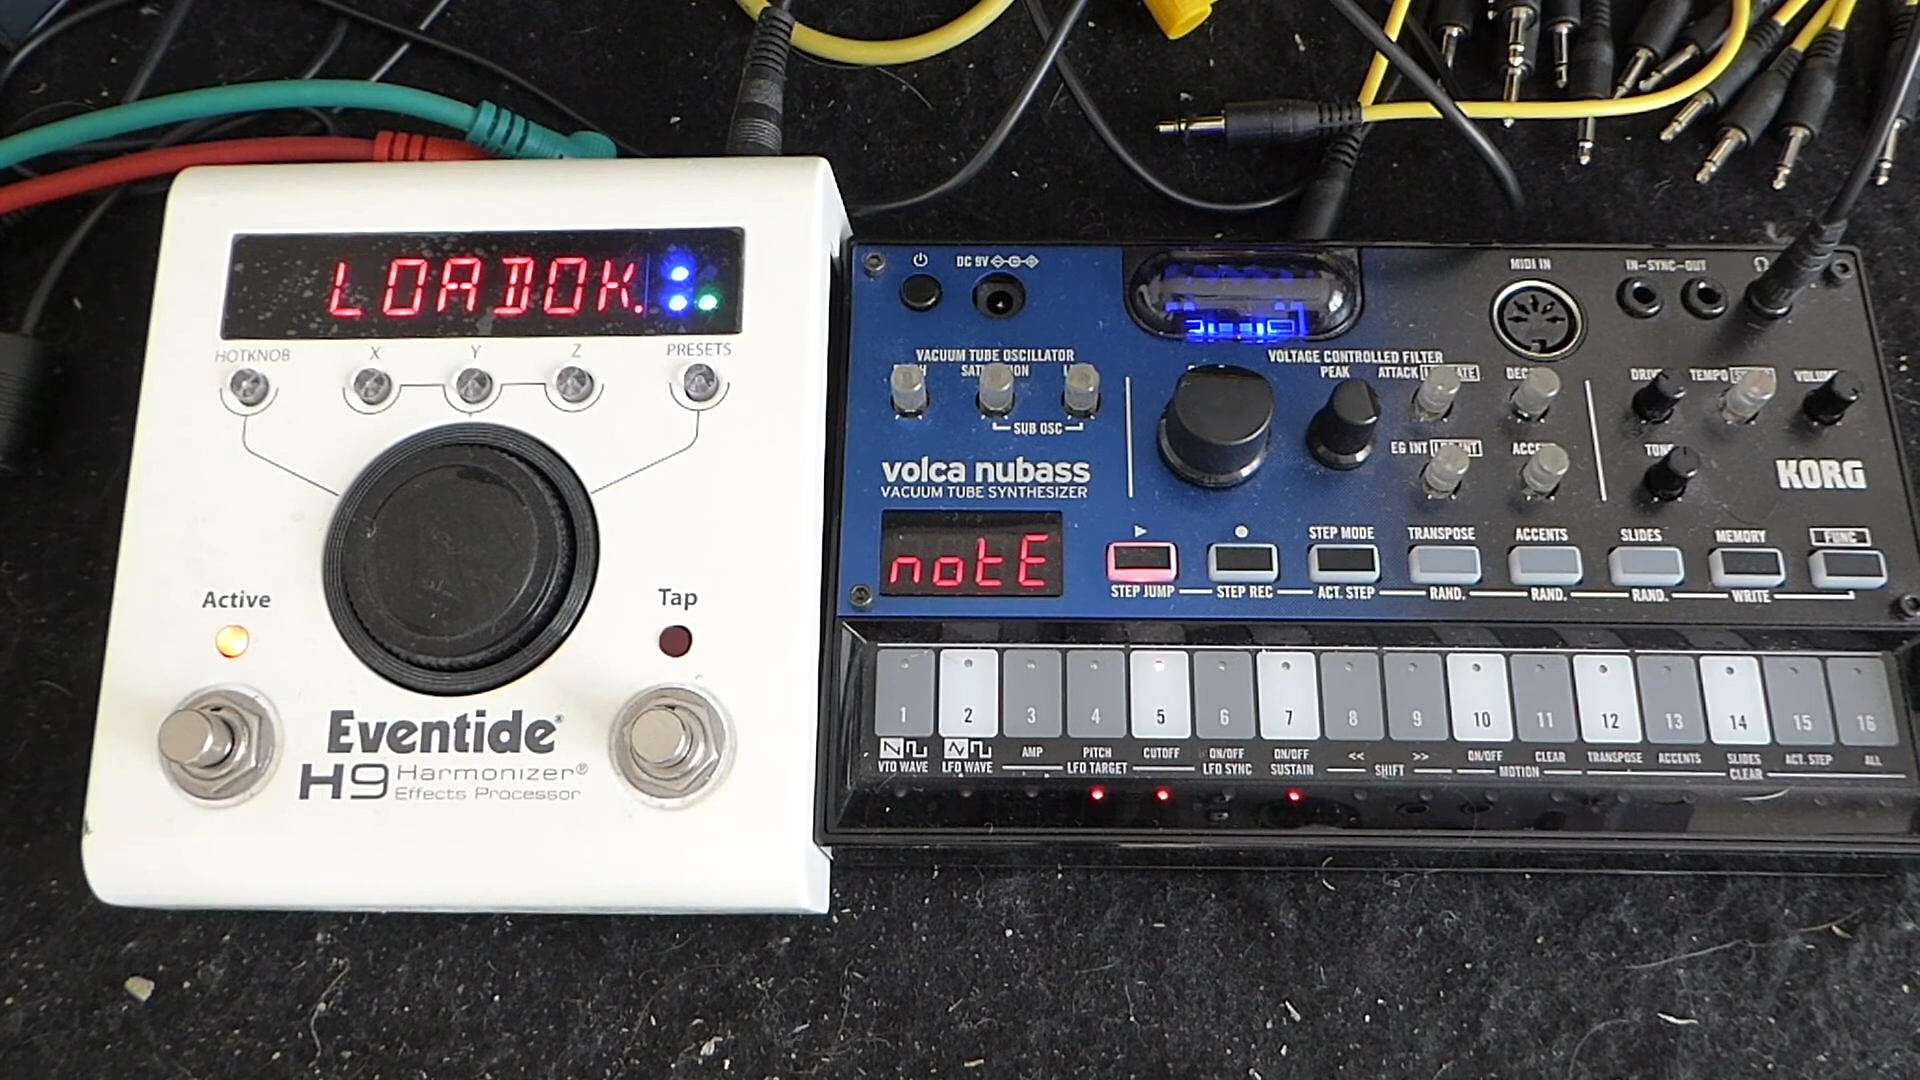 LOADOK.
HOTKNOB X Y Z PRESETS
Active
Tap
Eventide®
H9 Harmonizer®
Effects Processor
DC 9V
MIDI IN
IN-SYNC-OUT
VACUUM TUBE OSCILLATOR
VOLTAGE CONTROLLED FILTER
PEAK ATTACK
TEMPO
SUB OSC
EG INT
volca nubass
VACUUM TUBE SYNTHESIZER
KORG
notE
STEP MODE TRANSPOSE ACCENTS SLIDES MEMORY FUNC
STEP JUMP STEP REC ACT. STEP RAND. RAND. RAND. WRITE
1 2 3 4 5 6 7 8 9 10 11 12 13 14 15 16
VTO WAVE LFO WAVE AMP PITCH CUTOFF ON/OFF ON/OFF << >> ON/OFF CLEAR TRANSPOSE ACCENTS SLIDES ACT. STEP ALL
LFO TARGET LFO SYNC SUSTAIN SHIFT MOTION CLEAR